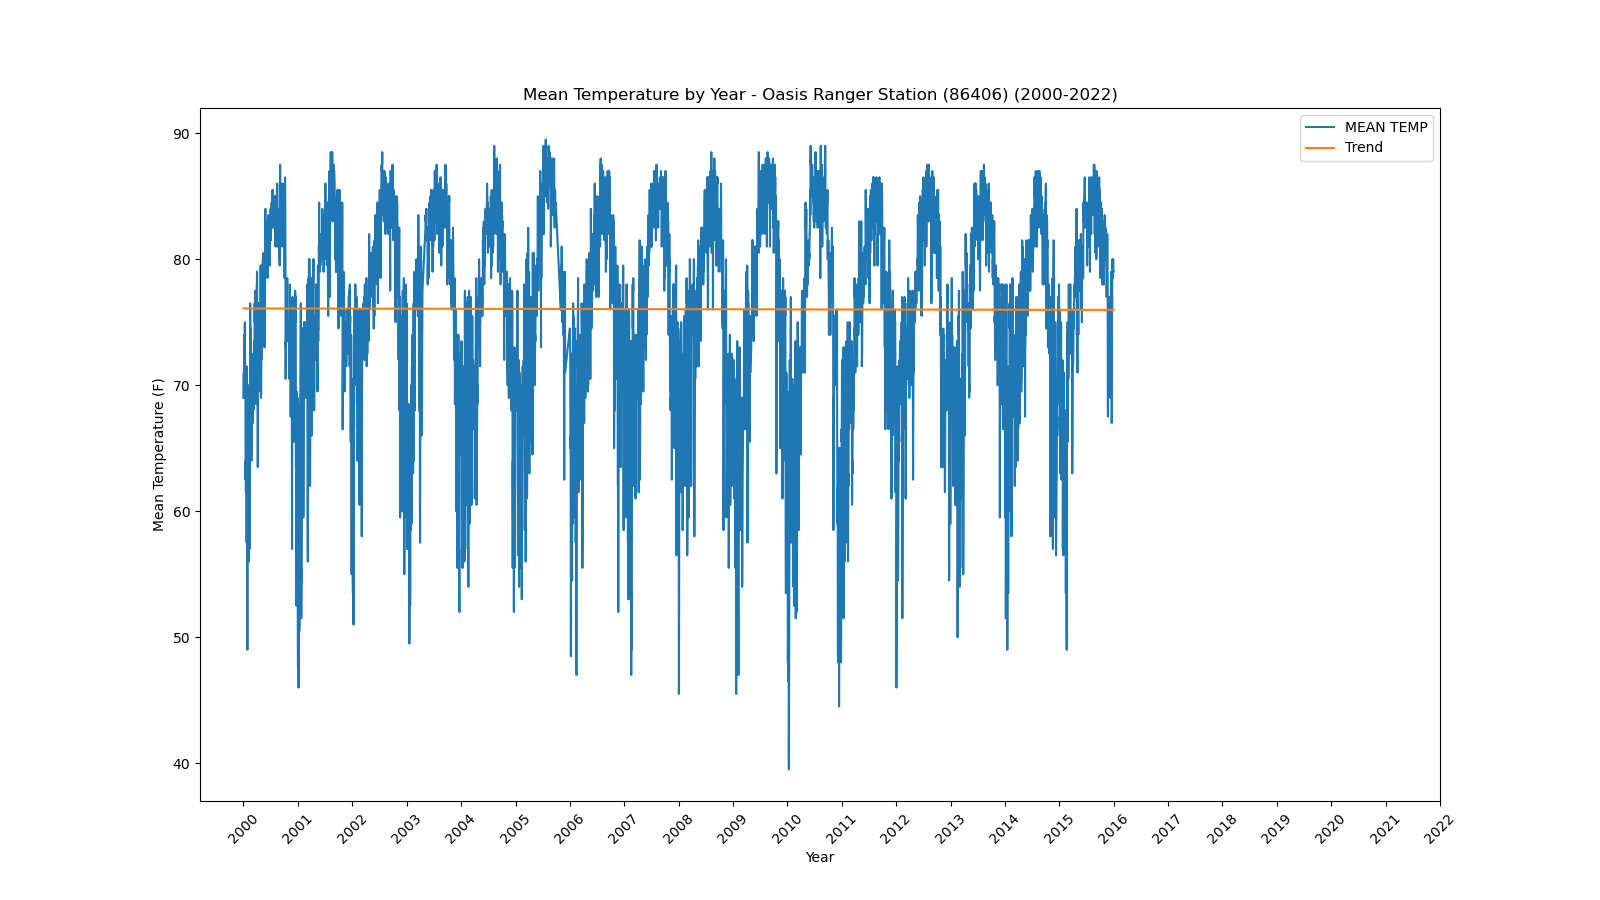 Mean Temperature by Year - Oasis Ranger Station (86406) (2000-2022)
MEAN TEMP
Trend
90
80
70
60
50
40
Mean Temperature (F)
2000 2001 2002 2003 2004 2005 2006 2007 2008 2009 2010 2011 2012 2013 2014 2015 2016 2017 2018 2019 2020 2021 2022
Year